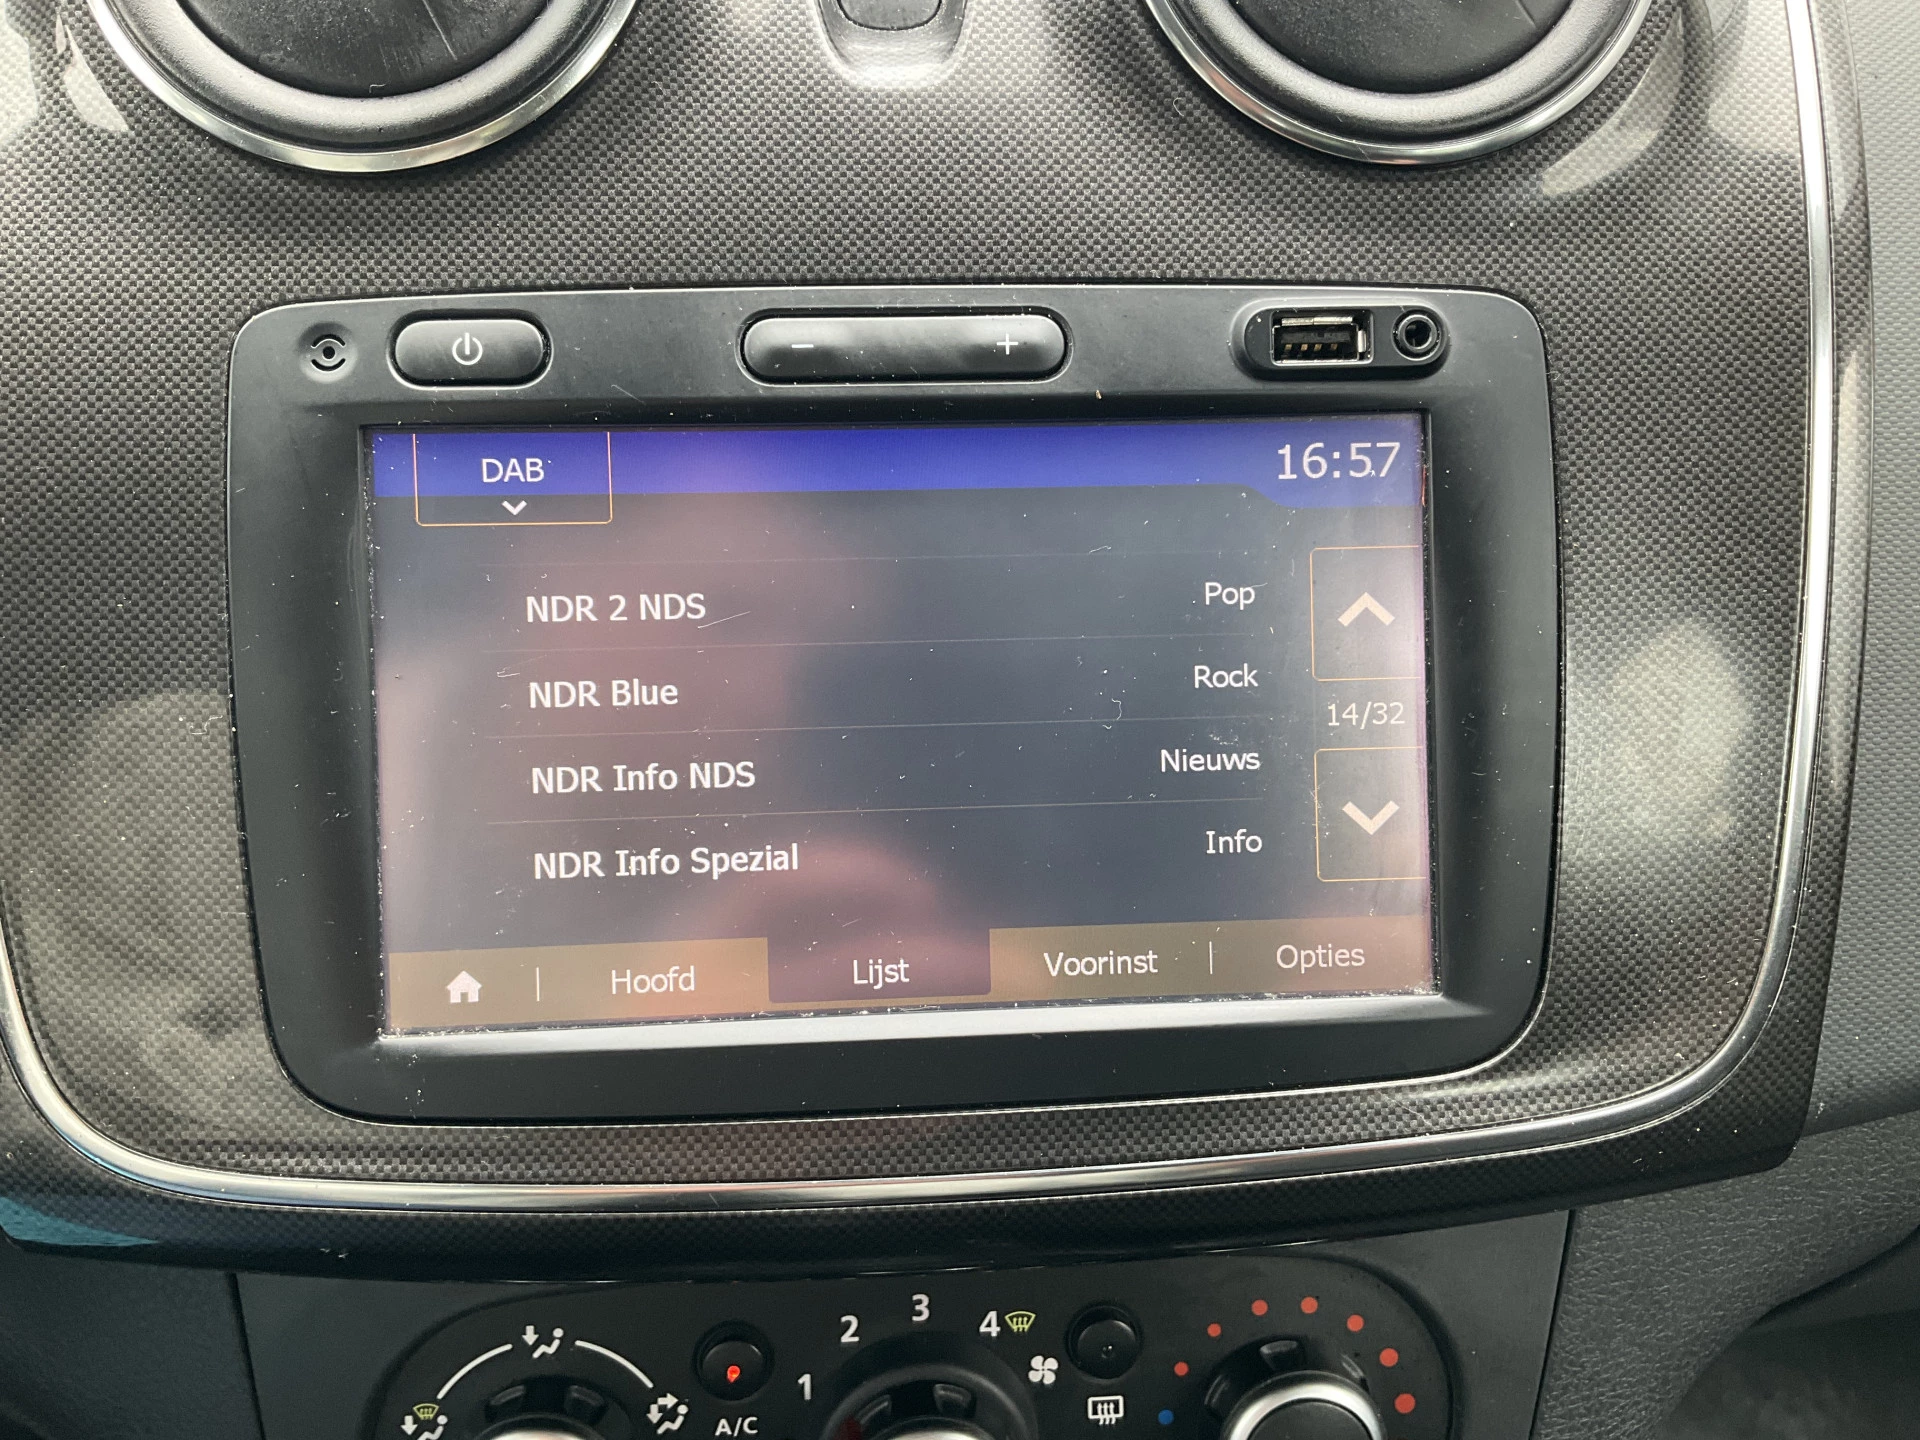 DAB
16:57
NDR 2 NDS Pop
NDR Blue Rock
14/32
NDR Info NDS Nieuws
NDR Info Spezial Info
Hoofd | Lijst Voorinst | Opties
1 2 3 4
A/C